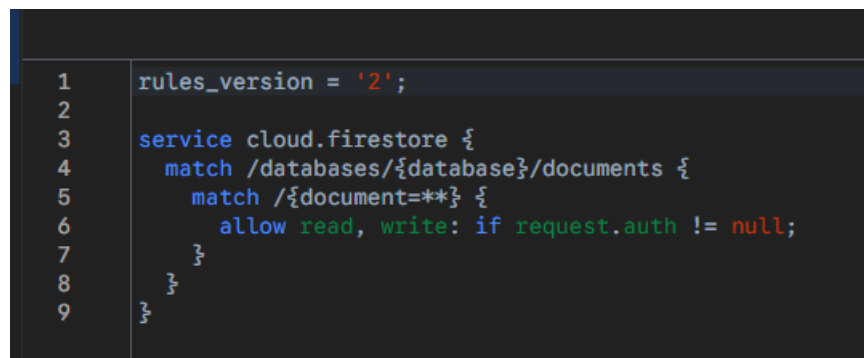 1 rules_version = '2';
2
3 service cloud.firestore {
4   match /databases/{database}/documents {
5     match /{document=**} {
6       allow read, write: if request.auth != null;
7     }
8   }
9 }